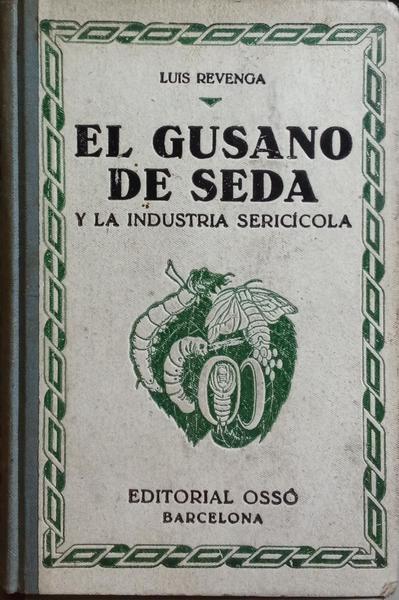 LUIS REVENGA
EL GUSANO
DE SEDA
Y LA INDUSTRIA SERICÍCOLA
EDITORIAL OSSÓ
BARCELONA